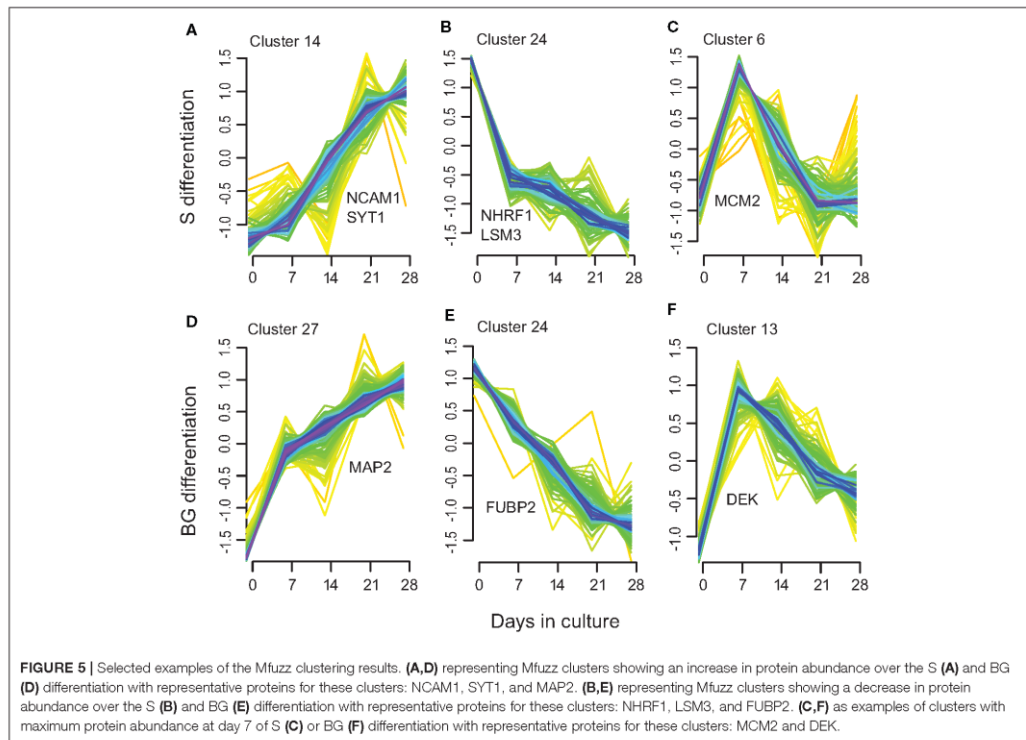 A
Cluster 14
S differentiation
1.5
1.0
0.5
0.0
-0.5
-1.0
NCAM1
SYT1
0 7 14 21 28
B
Cluster 24
1.5
1.0
0.5
0.0
-0.5
-1.0
-1.5
NHRF1
LSM3
0 7 14 21 28
C
Cluster 6
1.5
1.0
0.5
0.0
-0.5
-1.0
-1.5
MCM2
0 7 14 21 28
D
Cluster 27
BG differentiation
1.5
1.0
0.5
0.0
-0.5
-1.0
-1.5
MAP2
0 7 14 21 28
E
Cluster 24
1.5
1.0
0.5
0.0
-0.5
-1.0
-1.5
FUBP2
0 7 14 21 28
F
Cluster 13
1.5
1.0
0.5
0.0
-0.5
-1.0
DEK
0 7 14 21 28
Days in culture
FIGURE 5 | Selected examples of the Mfuzz clustering results. (A,D) representing Mfuzz clusters showing an increase in protein abundance over the S (A) and BG
(D) differentiation with representative proteins for these clusters: NCAM1, SYT1, and MAP2. (B,E) representing Mfuzz clusters showing a decrease in protein
abundance over the S (B) and BG (E) differentiation with representative proteins for these clusters: NHRF1, LSM3, and FUBP2. (C,F) as examples of clusters with
maximum protein abundance at day 7 of S (C) or BG (F) differentiation with representative proteins for these clusters: MCM2 and DEK.